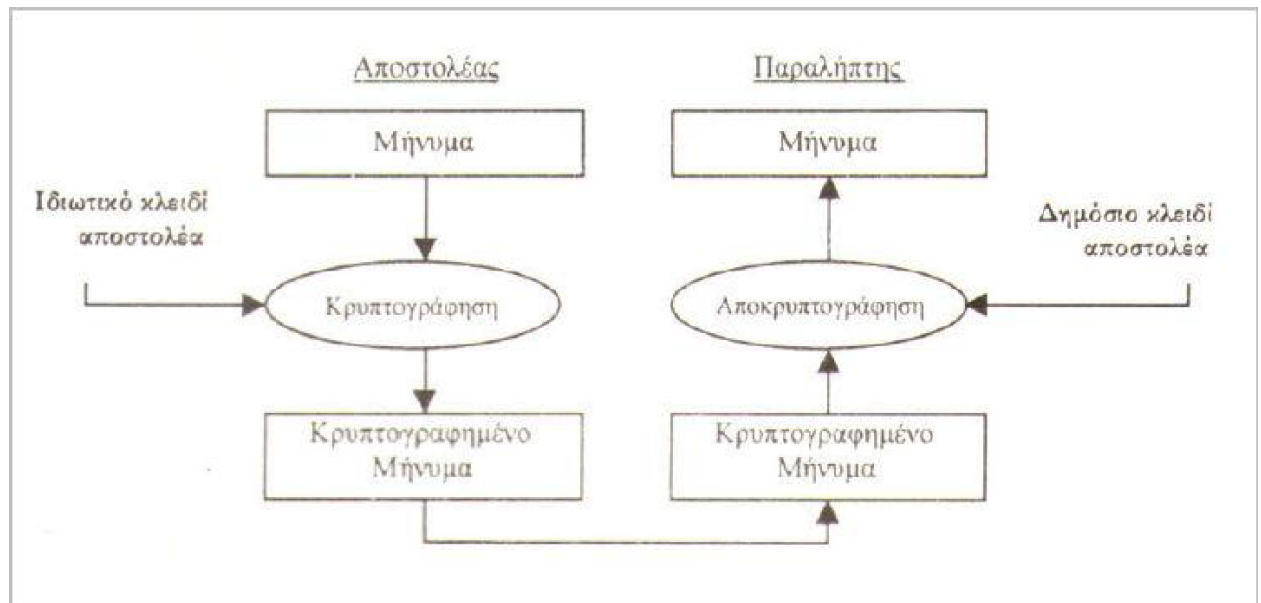 Αποστολέας
Παραλήπτης
Μήνυμα
Μήνυμα
Ιδιωτικό κλειδί
αποστολέα
Δημόσιο κλειδί
αποστολέα
Κρυπτογράφηση
Αποκρυπτογράφηση
Κρυπτογραφημένο
Μήνυμα
Κρυπτογραφημένο
Μήνυμα